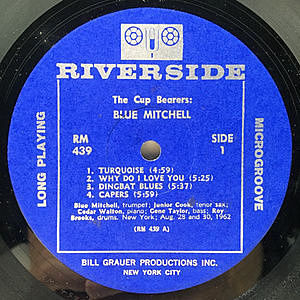 RIVERSIDE
The Cup Bearers:
BLUE MITCHELL
LONG PLAYING
MICROGROOVE
RM
439
SIDE
1
1. TURQUOISE (4:59)
2. WHY DO I LOVE YOU (5:25)
3. DINGBAT BLUES (5:37)
4. CAPERS (5:59)
Blue Mitchell, trumpet; Junior Cook, tenor sax;
Cedar Walton, piano; Gene Taylor, bass; Roy
Brooks, drums. New York; Aug. 28 and 30, 1962
(RM 439 A)
BILL GRAUER PRODUCTIONS INC.
NEW YORK CITY